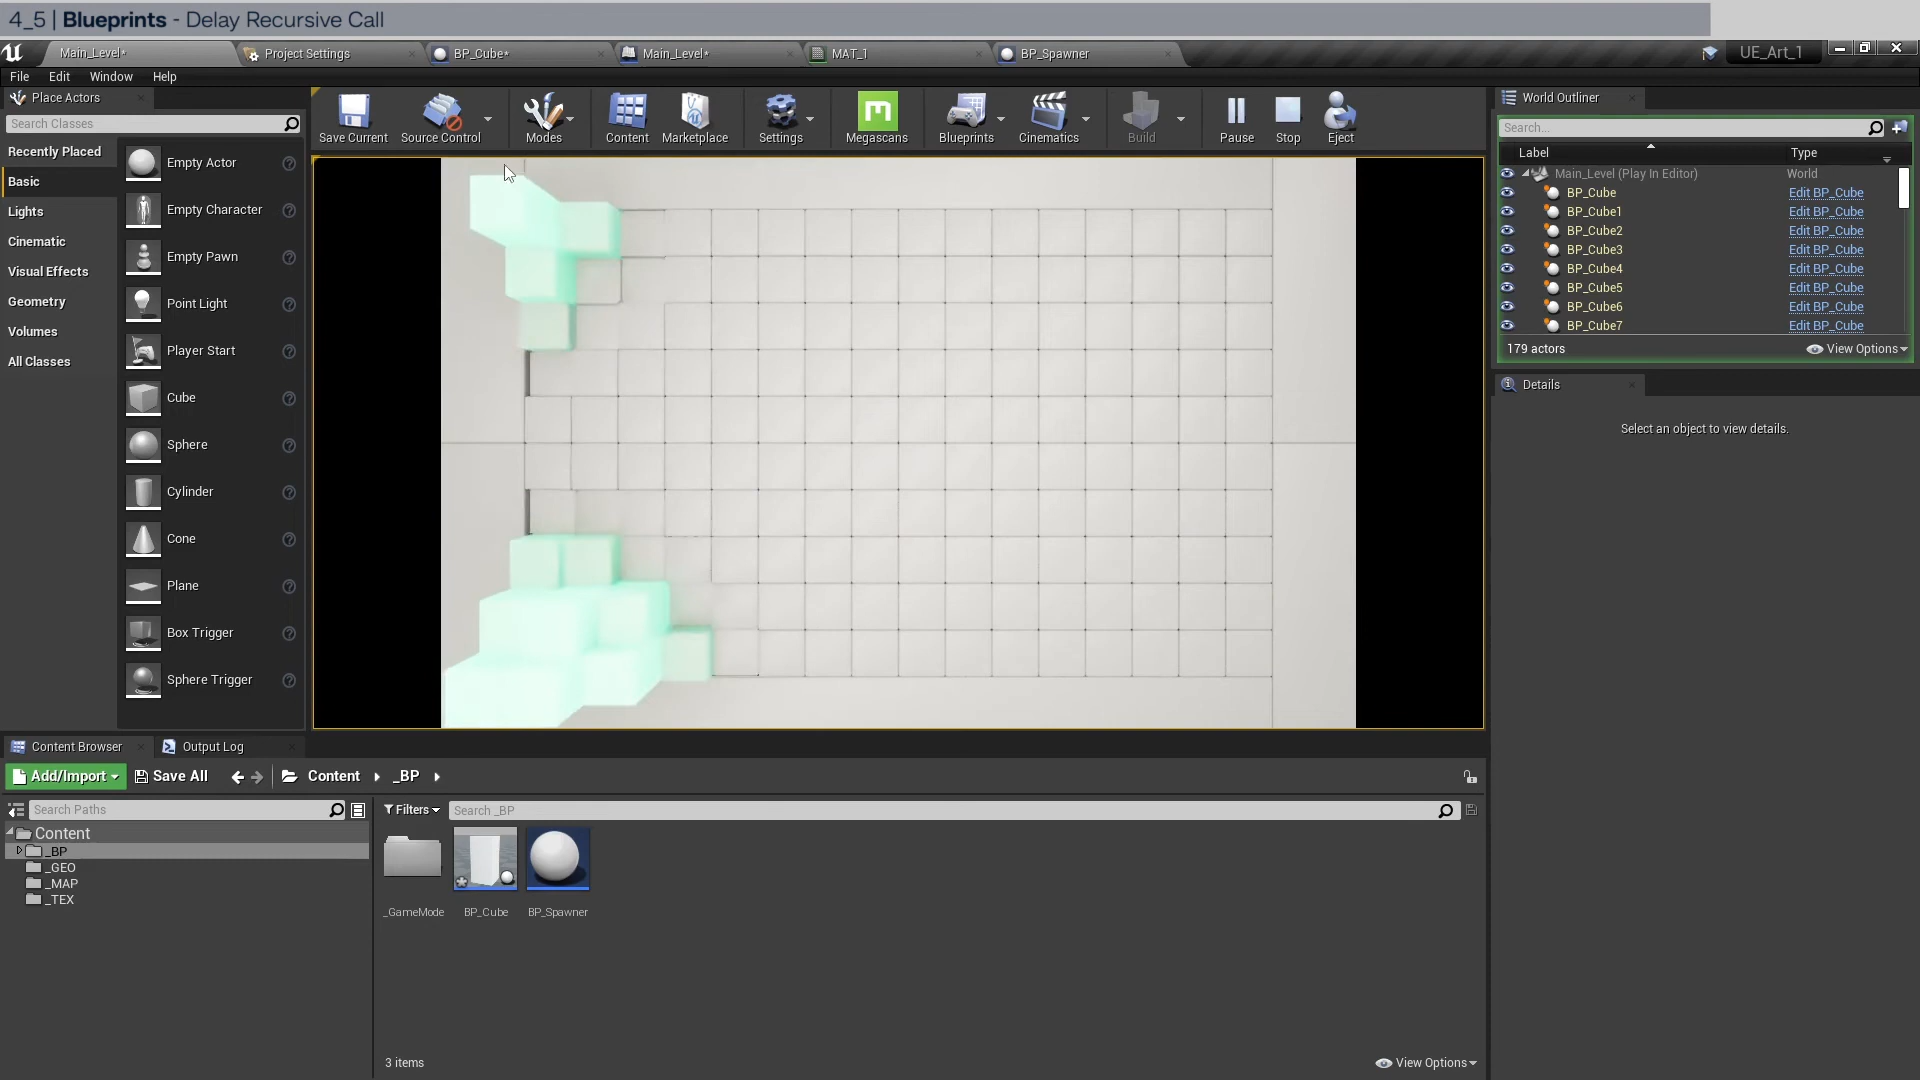 4_5 | Blueprints - Delay Recursive Call
Main_Level*
Project Settings
BP_Cube*
Main_Level*
MAT_1
BP_Spawner
UE_Art_1
File
Edit
Window
Help
Place Actors
Search Classes
Recently Placed
Basic
Lights
Cinematic
Visual Effects
Geometry
Volumes
All Classes
Empty Actor
Empty Character
Empty Pawn
Point Light
Player Start
Cube
Sphere
Cylinder
Cone
Plane
Box Trigger
Sphere Trigger
Save Current
Source Control
Modes
Content
Marketplace
Settings
Megascans
Blueprints
Cinematics
Build
Pause
Stop
Eject
World Outliner
Search...
Label
Type
Main_Level (Play In Editor)
World
BP_Cube
Edit BP_Cube
BP_Cube1
Edit BP_Cube
BP_Cube2
Edit BP_Cube
BP_Cube3
Edit BP_Cube
BP_Cube4
Edit BP_Cube
BP_Cube5
Edit BP_Cube
BP_Cube6
Edit BP_Cube
BP_Cube7
Edit BP_Cube
179 actors
View Options
Details
Select an object to view details.
Content Browser
Output Log
Add/Import
Save All
Content
_BP
Search Paths
Content
_BP
_GEO
_MAP
_TEX
Filters
Search _BP
_GameMode
BP_Cube
BP_Spawner
3 items
View Options